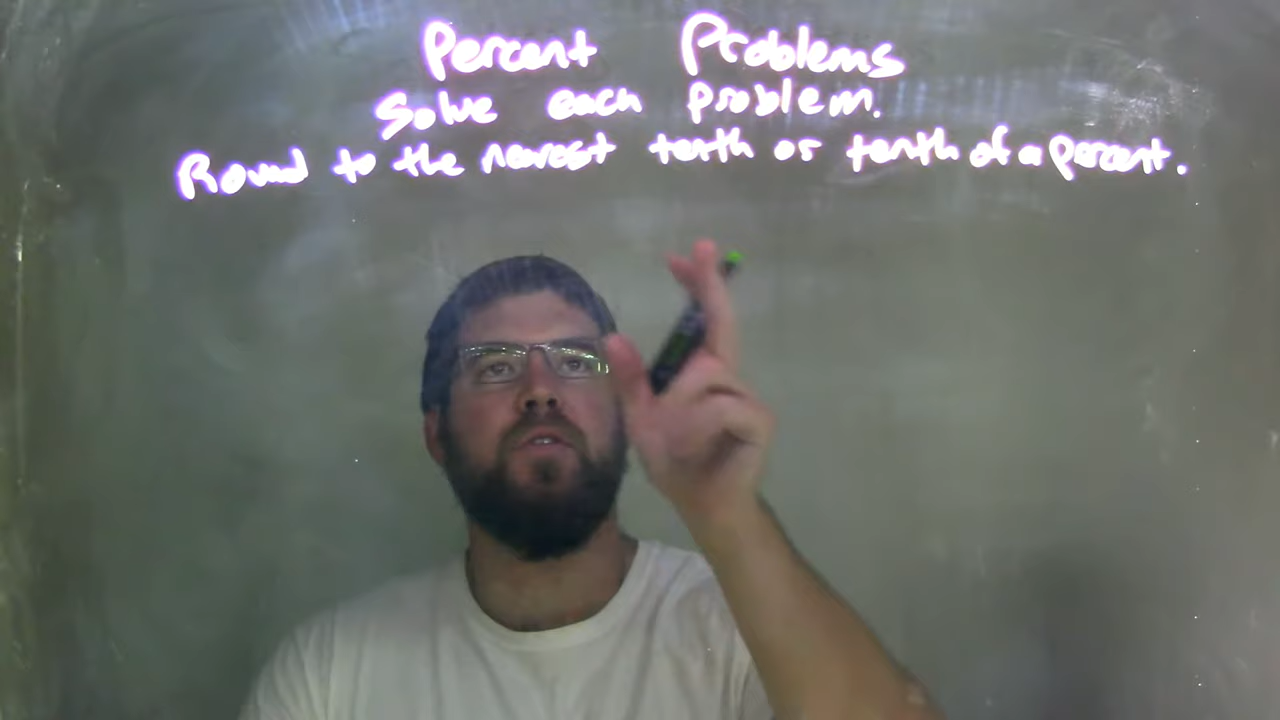 Percent Problems
Solve each problem.
Round to the nearest tenth or tenth of a percent.